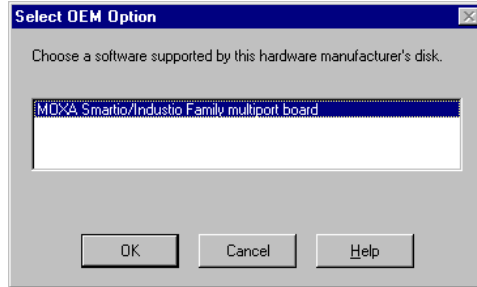 Select OEM Option
Choose a software supported by this hardware manufacturer's disk.
MOXA Smartio/Industio Family multiport board
OK
Cancel
Help